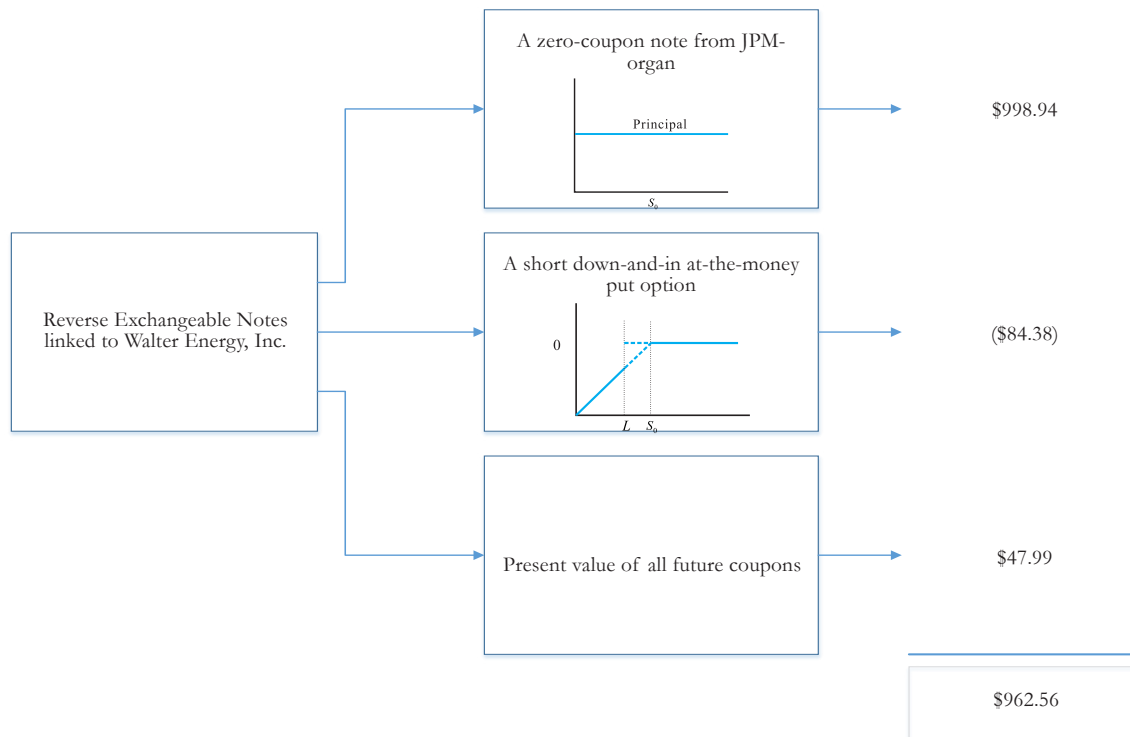 A zero-coupon note from JPM-
organ
Principal
S₀
$998.94
Reverse Exchangeable Notes
linked to Walter Energy, Inc.
A short down-and-in at-the-money
put option
0
L S₀
($84.38)
Present value of all future coupons
$47.99
$962.56